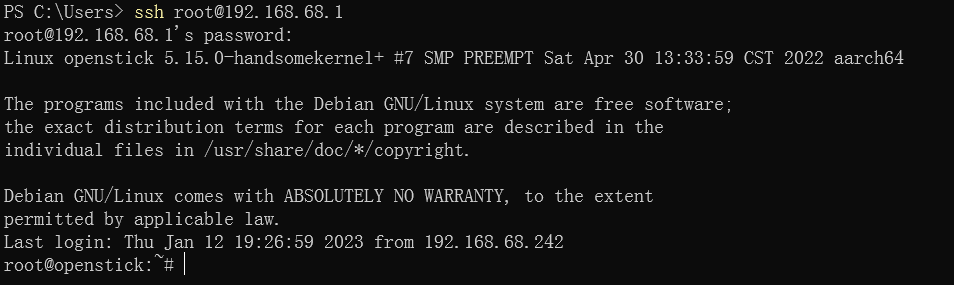 PS C:\Users> ssh root@192.168.68.1
root@192.168.68.1's password:
Linux openstick 5.15.0-handsomekernel+ #7 SMP PREEMPT Sat Apr 30 13:33:59 CST 2022 aarch64
The programs included with the Debian GNU/Linux system are free software;
the exact distribution terms for each program are described in the
individual files in /usr/share/doc/*/copyright.
Debian GNU/Linux comes with ABSOLUTELY NO WARRANTY, to the extent
permitted by applicable law.
Last login: Thu Jan 12 19:26:59 2023 from 192.168.68.242
root@openstick:~#